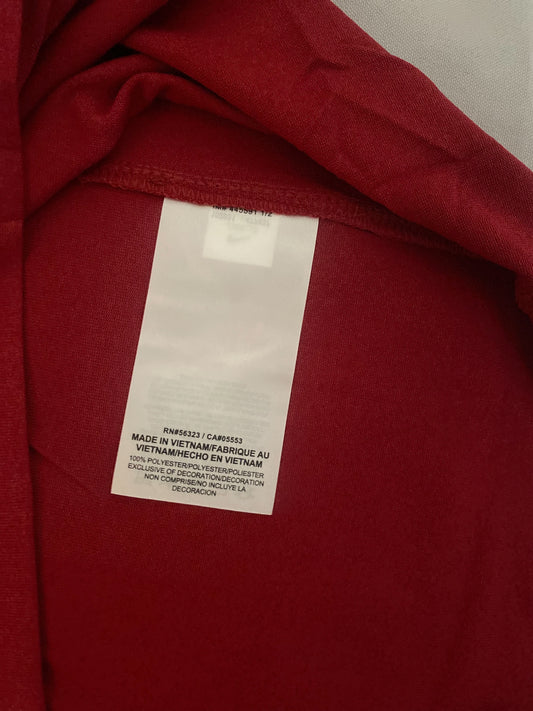 RN#56323 / CA#05553
MADE IN VIETNAM/FABRIQUE AU
VIETNAM/HECHO EN VIETNAM
100% POLYESTER/POLYESTER/POLIESTER
EXCLUSIVE OF DECORATION/DECORATION
NON COMPRISE/NO INCLUYE LA
DECORACION